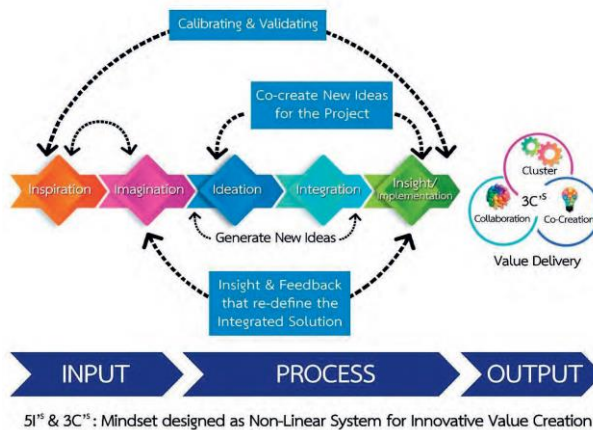 Calibrating & Validating
Co-create New Ideas
for the Project
Inspiration
Imagination
Ideation
Integration
Insight/
Implementation
Generate New Ideas
Insight & Feedback
that re-define the
Integrated Solution
Cluster
3C's
Collaboration
Co-Creation
Value Delivery
INPUT
PROCESS
OUTPUT
5I's & 3C's : Mindset designed as Non-Linear System for Innovative Value Creation